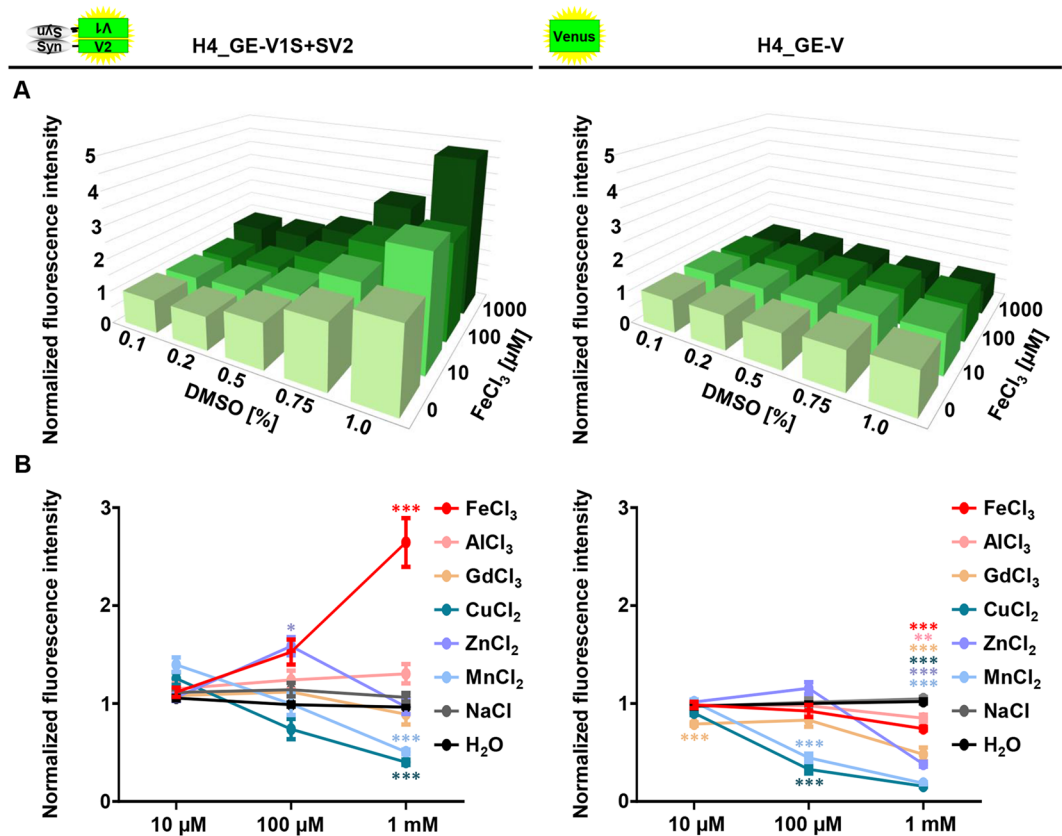 Syn V1
Syn V2
H4_GE-V1S+SV2
Venus
H4_GE-V
A
Normalized fluorescence intensity
5
4
3
2
1
0
0.1
0.2
0.5
0.75
1.0
DMSO [%]
0
10
100
1000
FeCl₃ [µM]
Normalized fluorescence intensity
5
4
3
2
1
0
0.1
0.2
0.5
0.75
1.0
DMSO [%]
0
10
100
1000
FeCl₃ [µM]
B
Normalized fluorescence intensity
3
2
1
0
10 µM
100 µM
1 mM
*
***
***
***
FeCl₃
AlCl₃
GdCl₃
CuCl₂
ZnCl₂
MnCl₂
NaCl
H₂O
Normalized fluorescence intensity
3
2
1
0
10 µM
100 µM
1 mM
***
***
***
***
**
***
***
***
***
FeCl₃
AlCl₃
GdCl₃
CuCl₂
ZnCl₂
MnCl₂
NaCl
H₂O